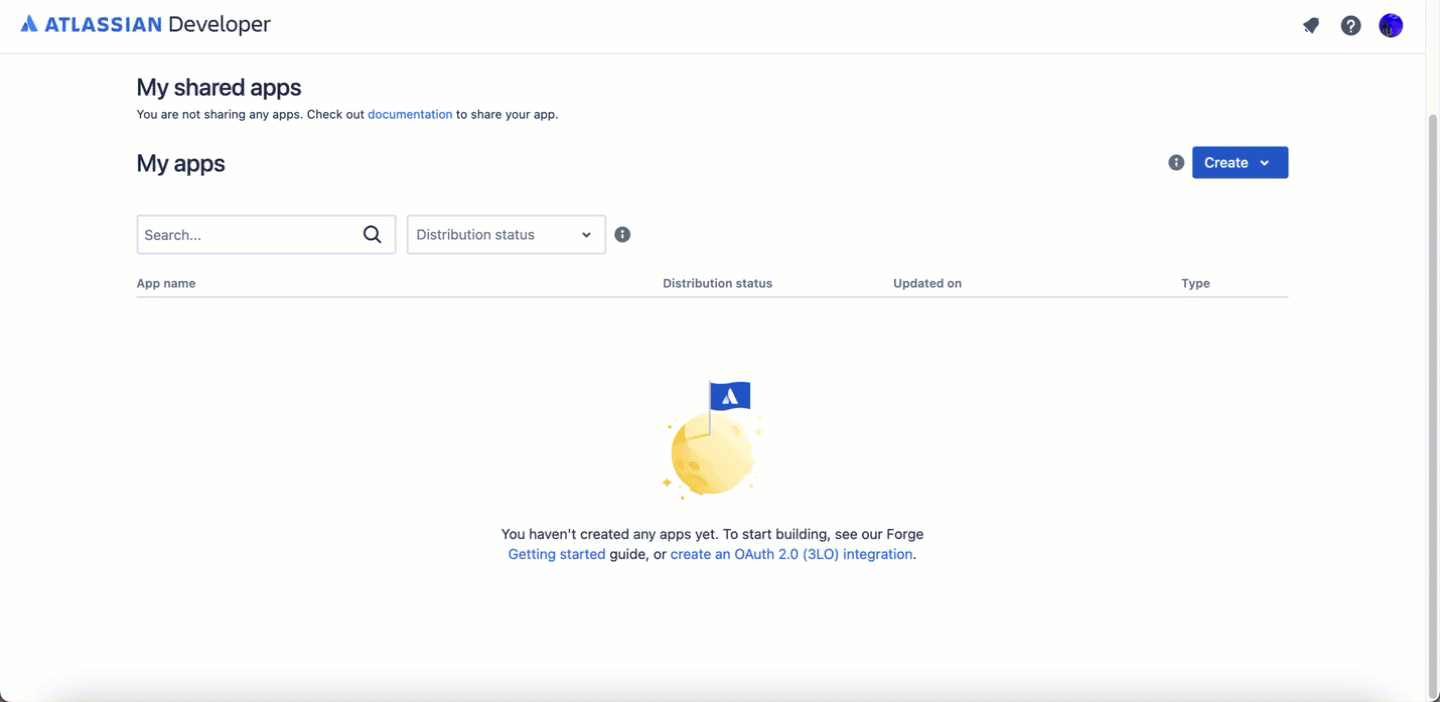 ATLASSIAN Developer
My shared apps
You are not sharing any apps. Check out documentation to share your app.
My apps
Create
Search...
Distribution status
App name
Distribution status
Updated on
Type
You haven't created any apps yet. To start building, see our Forge
Getting started guide, or create an OAuth 2.0 (3LO) integration.